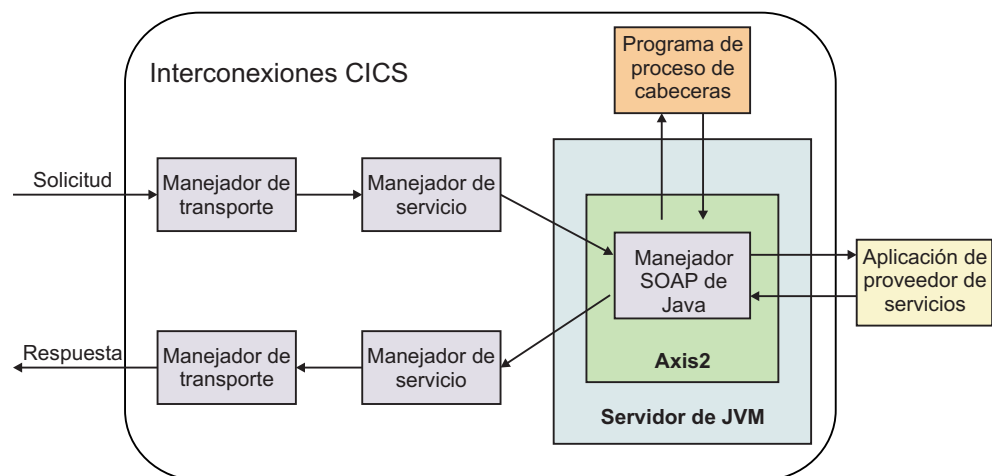 Programa de
proceso de
cabeceras
Interconexiones CICS
Solicitud
Manejador de
transporte
Manejador de
servicio
Manejador
SOAP de
Java
Aplicación de
proveedor de
servicios
Respuesta
Manejador de
transporte
Manejador de
servicio
Axis2
Servidor de JVM